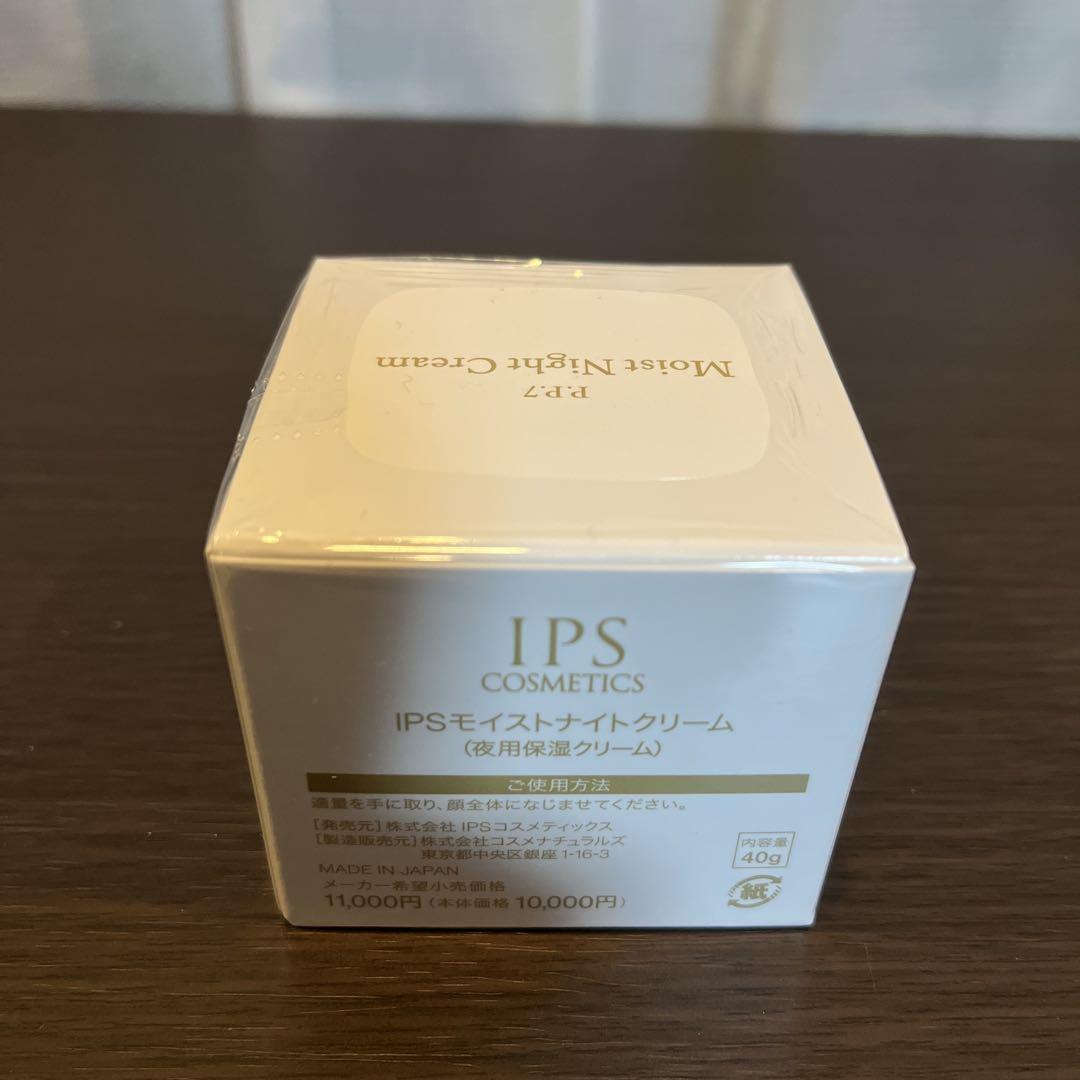 P.P.7
Moist Night Cream
IPS
COSMETICS
IPSモイストナイトクリーム
(夜用保湿クリーム)
ご使用方法
適量を手に取り、顔全体になじませてください。
[発売元] 株式会社 IPSコスメティックス
[製造販売元] 株式会社コスメナチュラルズ
東京都中央区銀座 1-16-3
MADE IN JAPAN
メーカー希望小売価格
11,000円 (本体価格 10,000円)
内容量
40g
紙